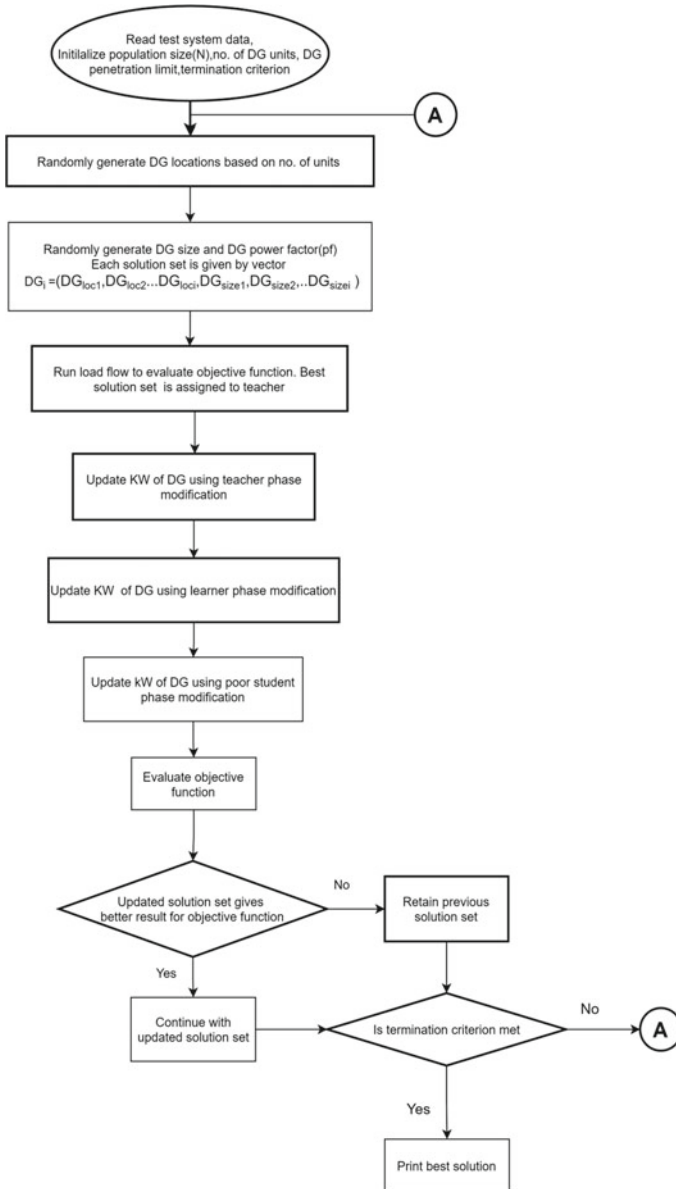 Read test system data,
Initilalize population size(N),no. of DG units, DG
penetration limit,termination criterion
A
Randomly generate DG locations based on no. of units
Randomly generate DG size and DG power factor(pf)
Each solution set is given by vector
DGi =(DGloc1,DGloc2...DGloci,DGsize1,DGsize2,..DGsizei )
Run load flow to evaluate objective function. Best
solution set is assigned to teacher
Update KW of DG using teacher phase
modification
Update KW of DG using learner phase modification
Update kW of DG using poor student
phase modification
Evaluate objective
function
Updated solution set gives
better result for objective function
No
Retain previous
solution set
Yes
Continue with
updated solution set
Is termination criterion met
No
A
Yes
Print best solution